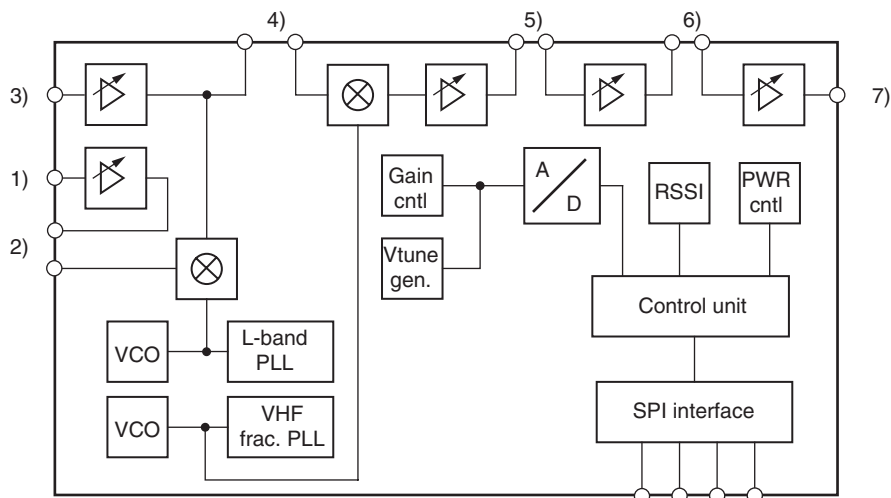 4)
5)
6)
3)
7)
1)
2)
Gain
cntl
A
D
RSSI
PWR
cntl
Vtune
gen.
Control unit
VCO
L-band
PLL
VCO
VHF
frac. PLL
SPI interface